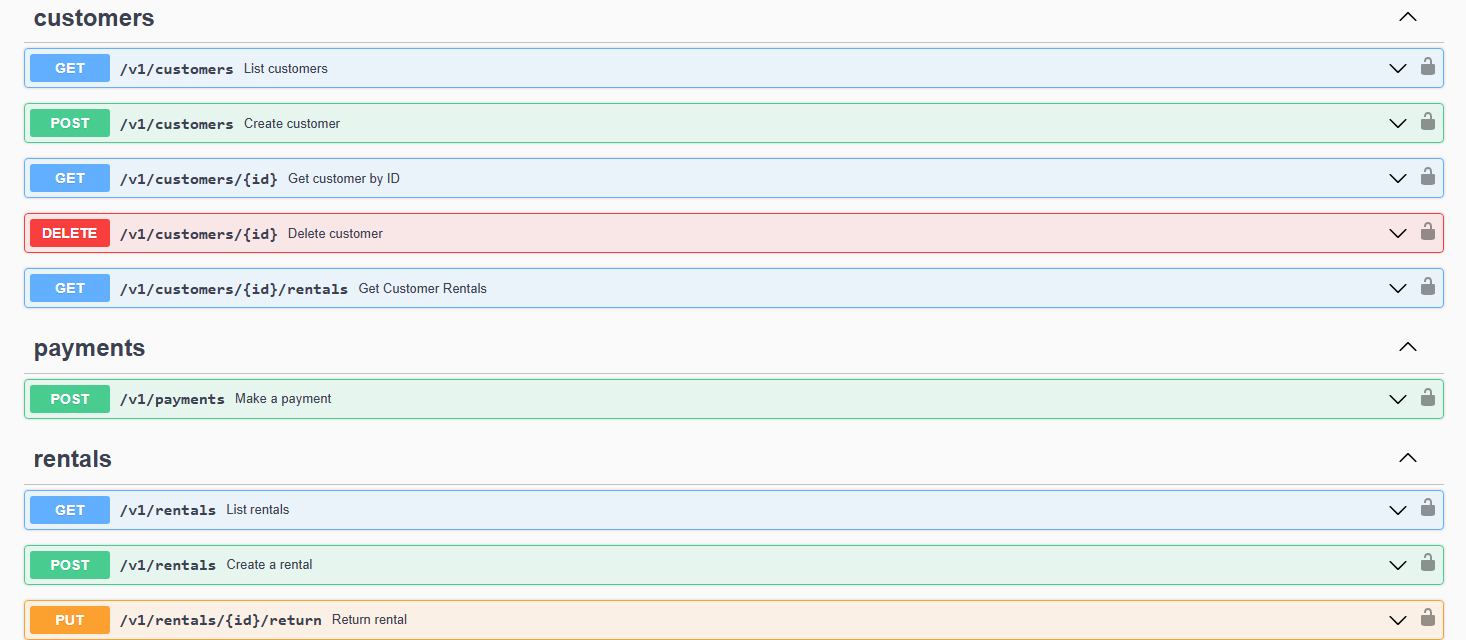 customers
GET /v1/customers List customers
POST /v1/customers Create customer
GET /v1/customers/{id} Get customer by ID
DELETE /v1/customers/{id} Delete customer
GET /v1/customers/{id}/rentals Get Customer Rentals
payments
POST /v1/payments Make a payment
rentals
GET /v1/rentals List rentals
POST /v1/rentals Create a rental
PUT /v1/rentals/{id}/return Return rental